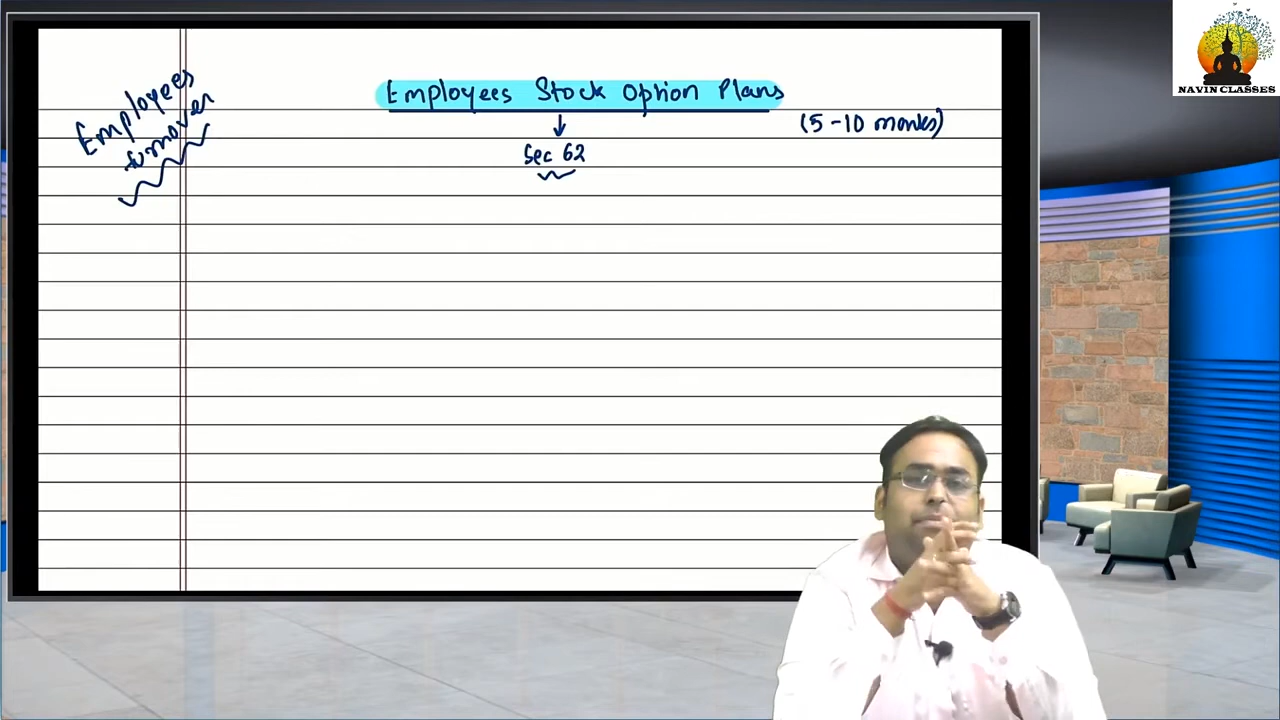 Employees
turnover
Employees Stock Option Plans
(5-10 marks)
Sec 62
NAVIN CLASSES